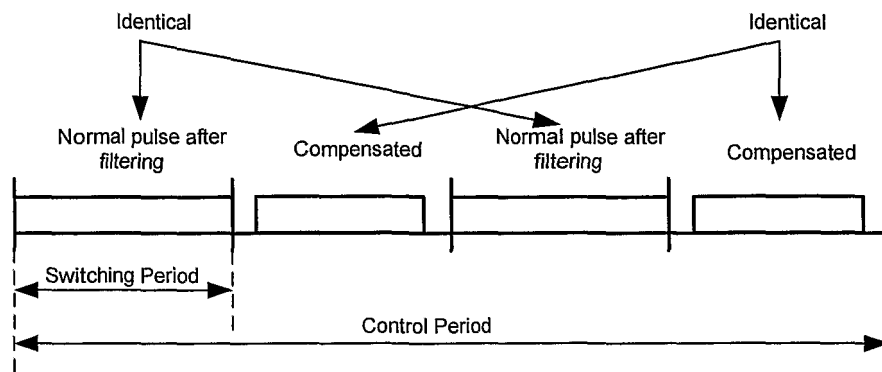 Identical
Identical
Normal pulse after
filtering
Compensated
Normal pulse after
filtering
Compensated
Switching Period
Control Period